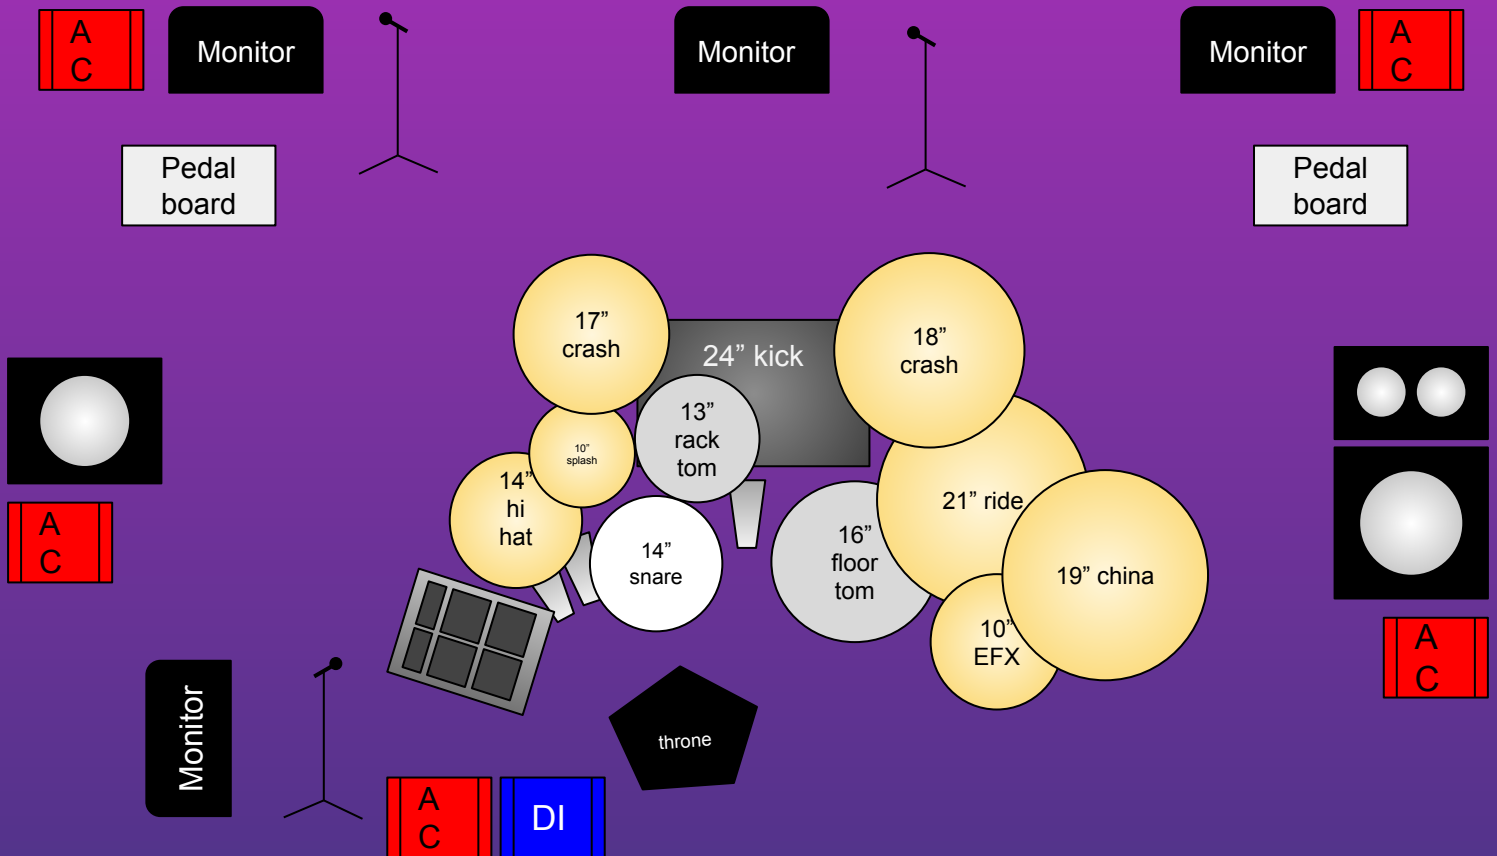 A
C
Monitor
Monitor
Monitor
A
C
Pedal
board
Pedal
board
17”
crash
24” kick
18”
crash
13”
rack
tom
10”
splash
14”
hi
hat
21” ride
A
C
14”
snare
16”
floor
tom
19” china
10”
EFX
A
C
Monitor
throne
A
C
DI